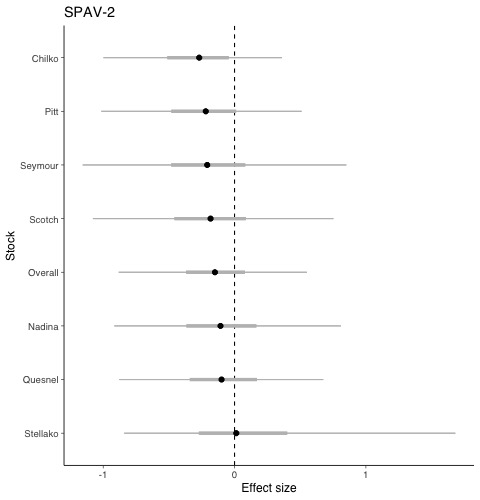 SPAV-2
Stock
Chilko
Pitt
Seymour
Scotch
Overall
Nadina
Quesnel
Stellako
-1 0 1
Effect size